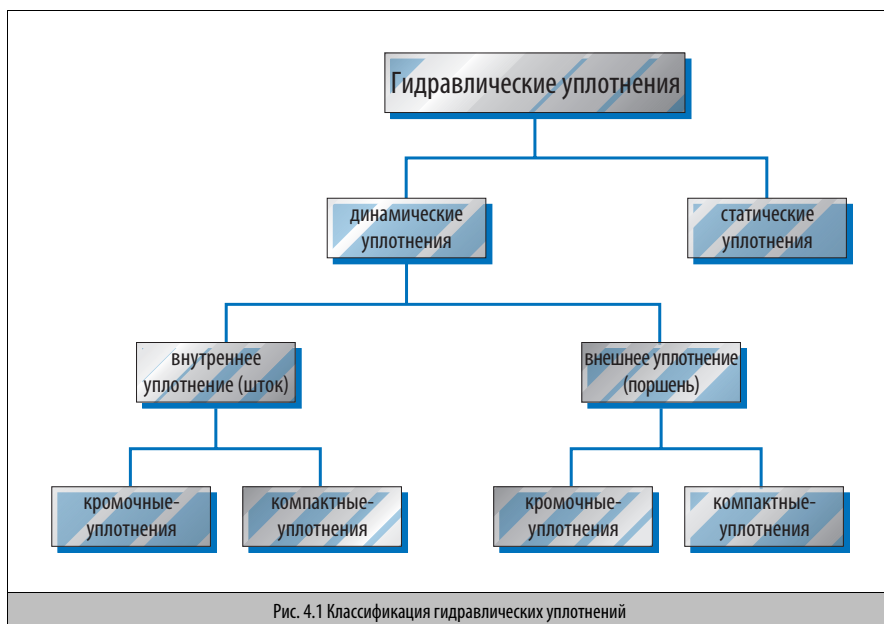 Гидравлические уплотнения
динамические
уплотнения
статические
уплотнения
внутреннее
уплотнение (шток)
внешнее уплотнение
(поршень)
кромочные-
уплотнения
компактные-
уплотнения
кромочные-
уплотнения
компактные-
уплотнения
Рис. 4.1 Классификация гидравлических уплотнений